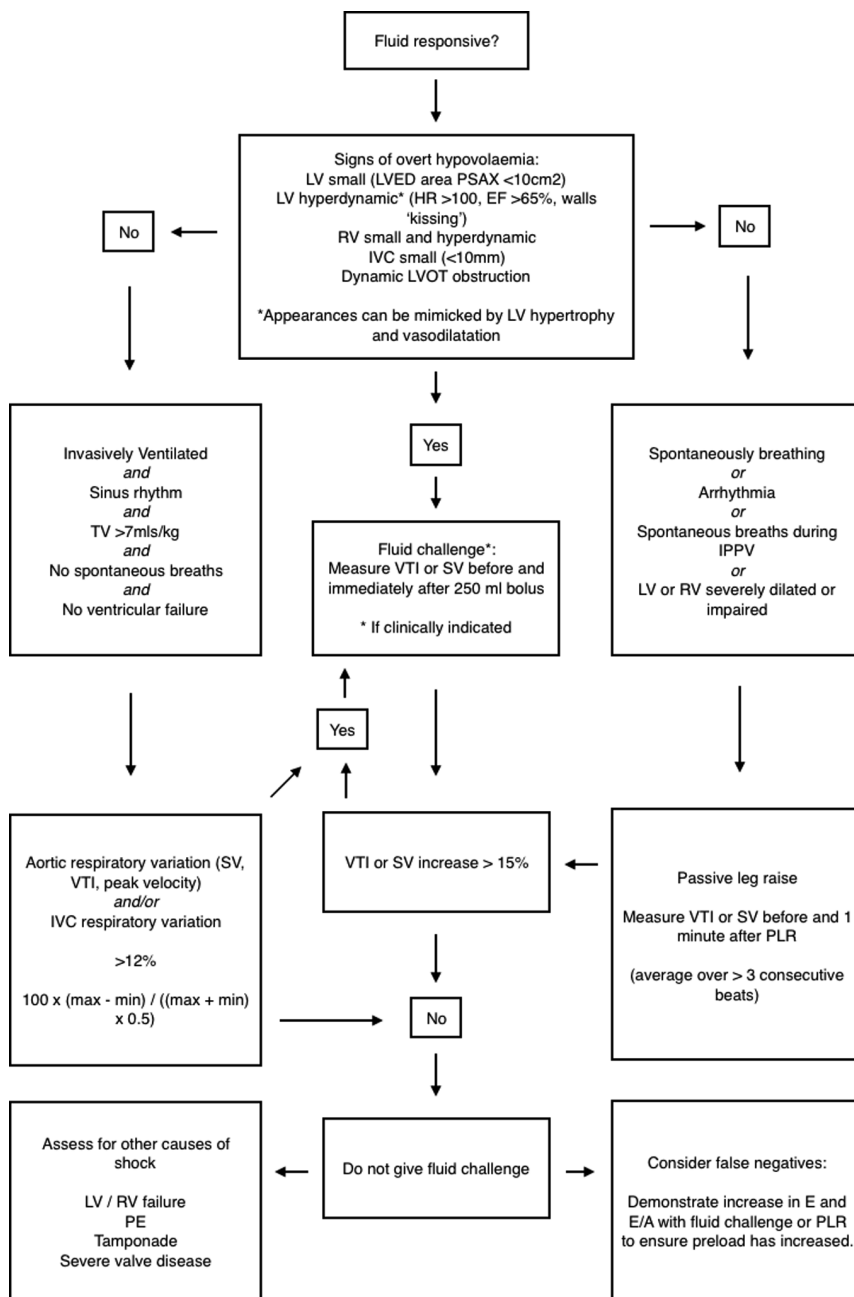 Fluid responsive?
Signs of overt hypovolaemia:
LV small (LVED area PSAX <10cm2)
LV hyperdynamic* (HR >100, EF >65%, walls
‘kissing’)
RV small and hyperdynamic
IVC small (<10mm)
Dynamic LVOT obstruction
*Appearances can be mimicked by LV hypertrophy
and vasodilatation
No
No
Yes
Invasively Ventilated
and
Sinus rhythm
and
TV >7mls/kg
and
No spontaneous breaths
and
No ventricular failure
Fluid challenge*:
Measure VTI or SV before and
immediately after 250 ml bolus
* If clinically indicated
Spontaneously breathing
or
Arrhythmia
or
Spontaneous breaths during
IPPV
or
LV or RV severely dilated or
impaired
Yes
Aortic respiratory variation (SV,
VTI, peak velocity)
and/or
IVC respiratory variation
>12%
100 x (max - min) / ((max + min)
x 0.5)
VTI or SV increase > 15%
Passive leg raise
Measure VTI or SV before and 1
minute after PLR
(average over > 3 consecutive
beats)
No
Assess for other causes of
shock
LV / RV failure
PE
Tamponade
Severe valve disease
Do not give fluid challenge
Consider false negatives:
Demonstrate increase in E and
E/A with fluid challenge or PLR
to ensure preload has increased.